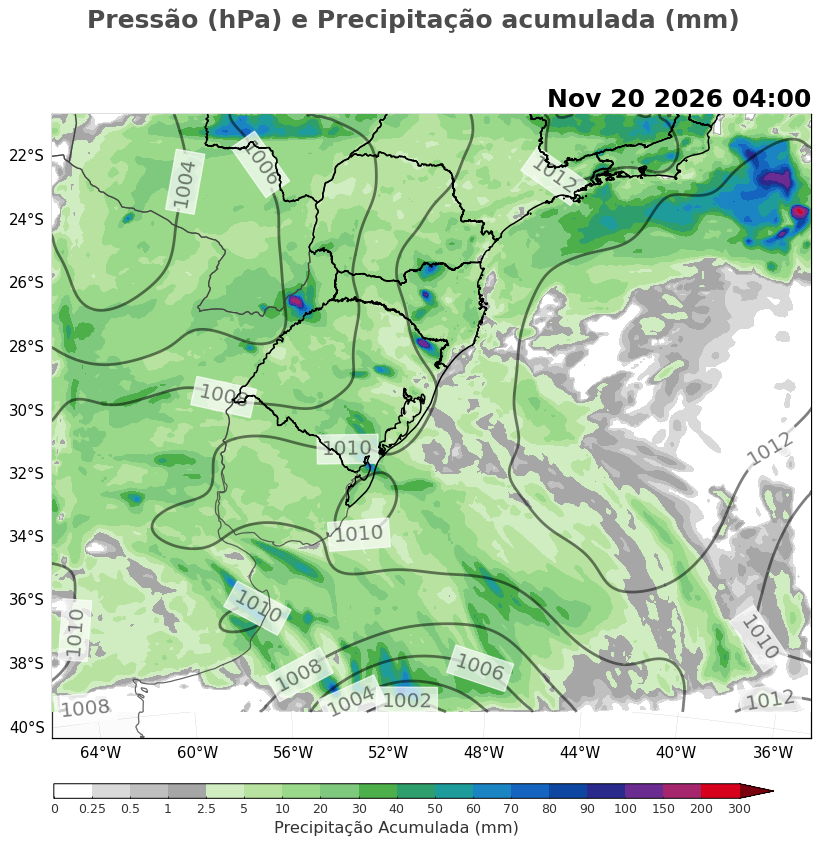 Pressão (hPa) e Precipitação acumulada (mm)
Nov 20 2026 04:00
22°S
24°S
26°S
28°S
30°S
32°S
34°S
36°S
38°S
40°S
1004
1006
1012
1010
1010
1012
1010
1010
1010
1008
1006
1004
1002
1012
1008
64°W 60°W 56°W 52°W 48°W 44°W 40°W 36°W
0 0.25 0.5 1 2.5 5 10 20 30 40 50 60 70 80 90 100 150 200 300
Precipitação Acumulada (mm)